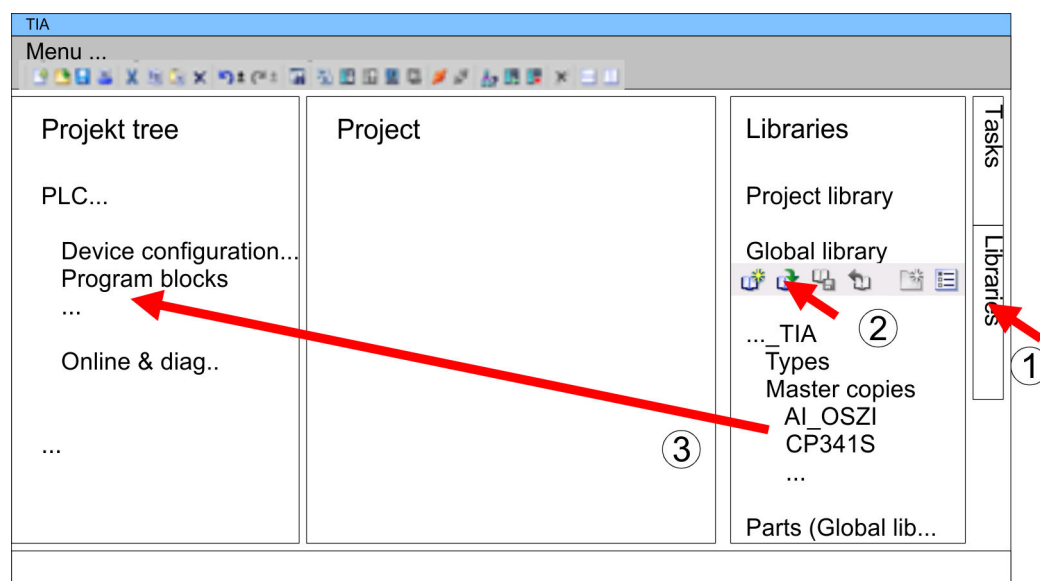 TIA
Menu ...
Projekt tree
PLC...
Device configuration...
Program blocks
...
Online & diag..
...
Project
③
Libraries
Project library
Global library
②
..._TIA
Types
Master copies
AI_OSZI
CP341S
...
Parts (Global lib...
Tasks
Libraries
①